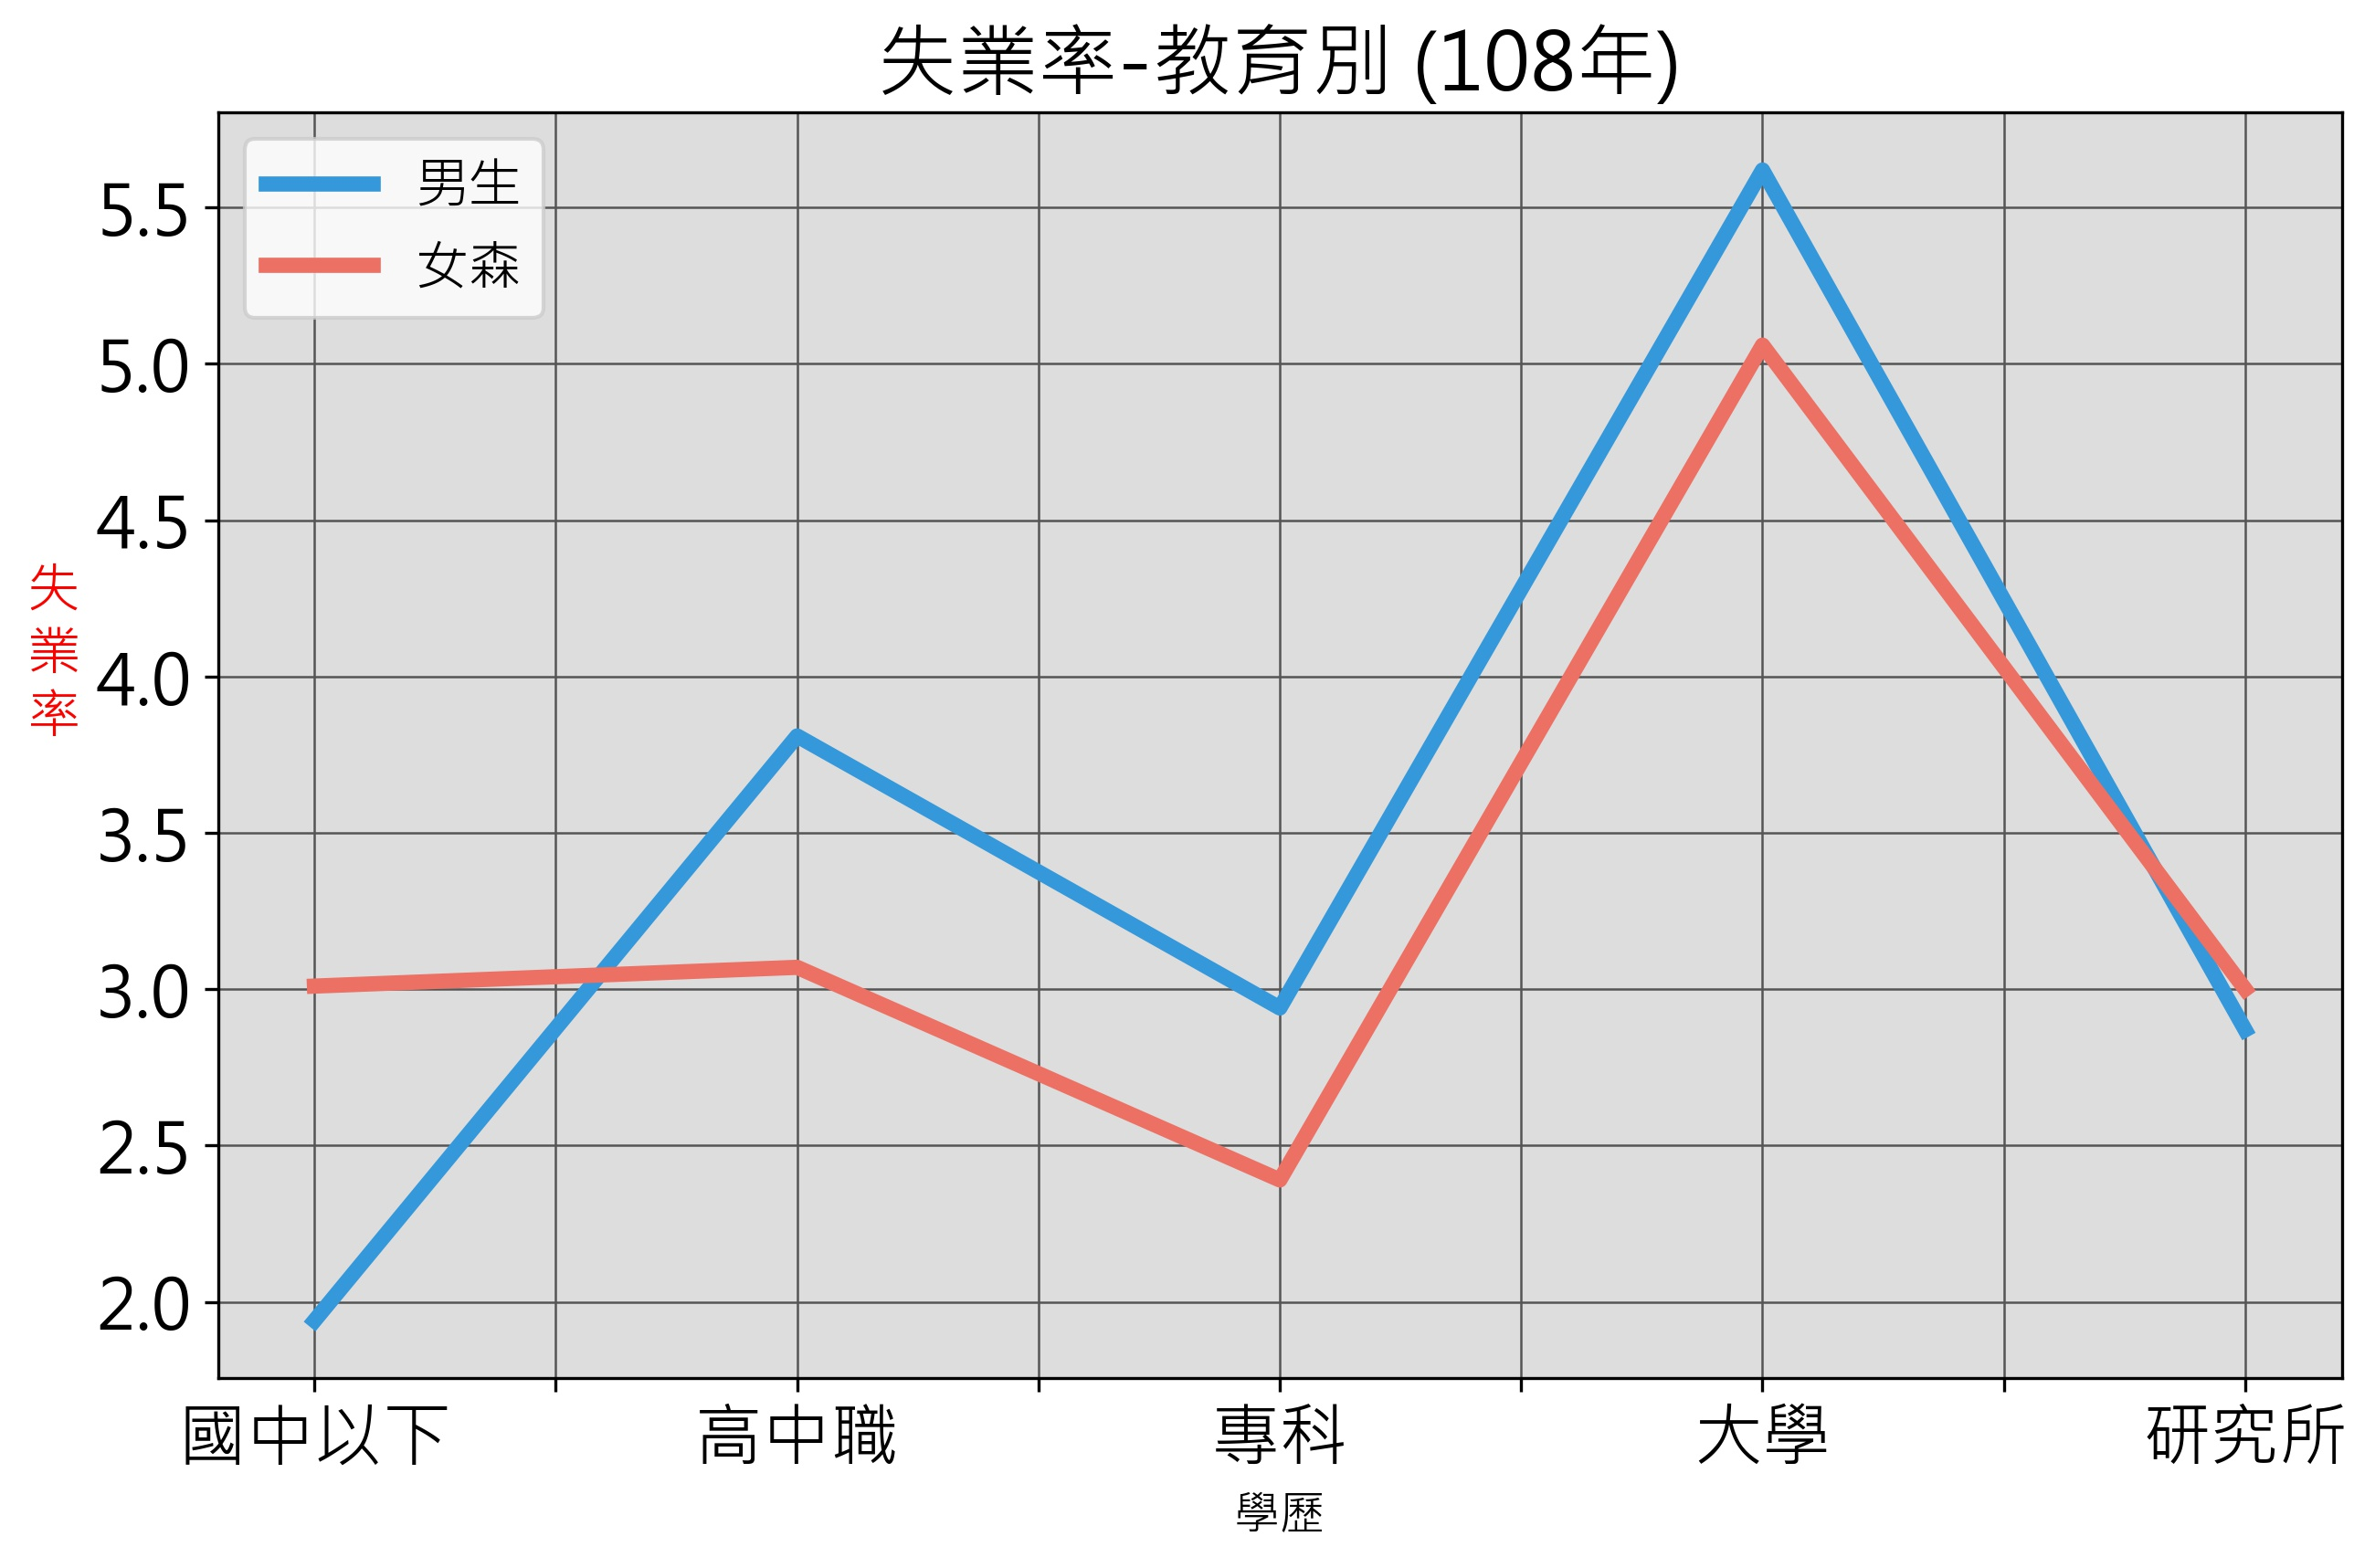 失業率-教育別 (108年)
男生
女森
5.5
5.0
4.5
4.0
3.5
3.0
2.5
2.0
失
業
率
國中以下 高中職 專科 大學 研究所
學歷